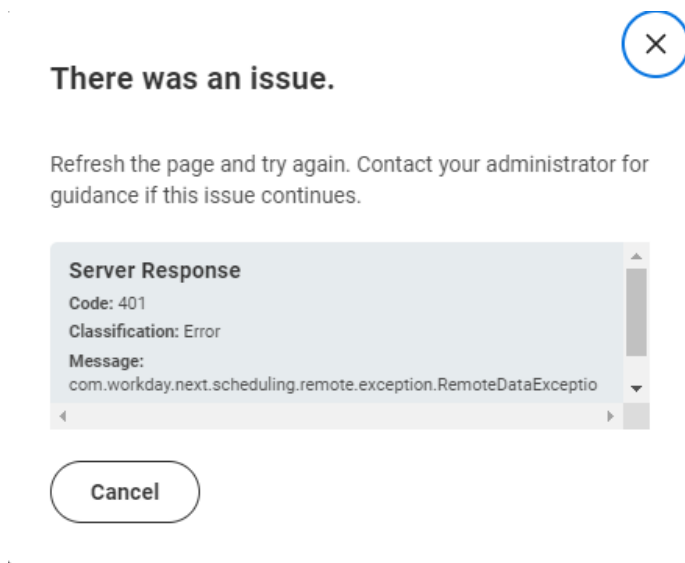 There was an issue.
Refresh the page and try again. Contact your administrator for
guidance if this issue continues.
Server Response
Code: 401
Classification: Error
Message:
com.workday.next.scheduling.remote.exception.RemoteDataExceptio
Cancel